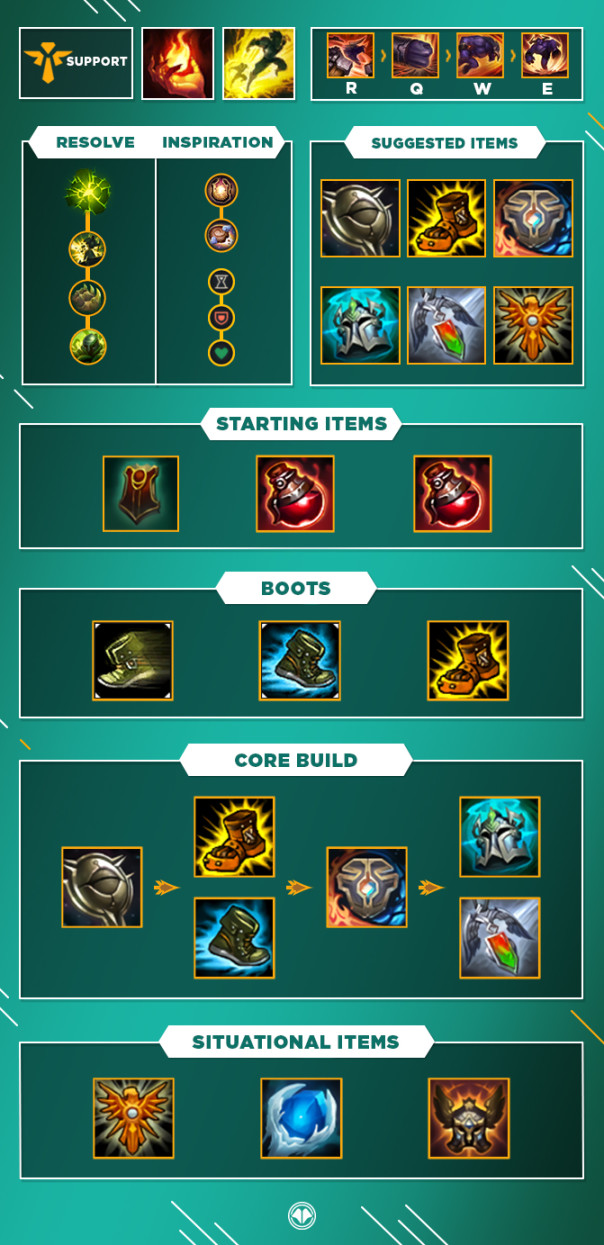 SUPPORT
R Q W E
RESOLVE INSPIRATION
SUGGESTED ITEMS
STARTING ITEMS
BOOTS
CORE BUILD
SITUATIONAL ITEMS